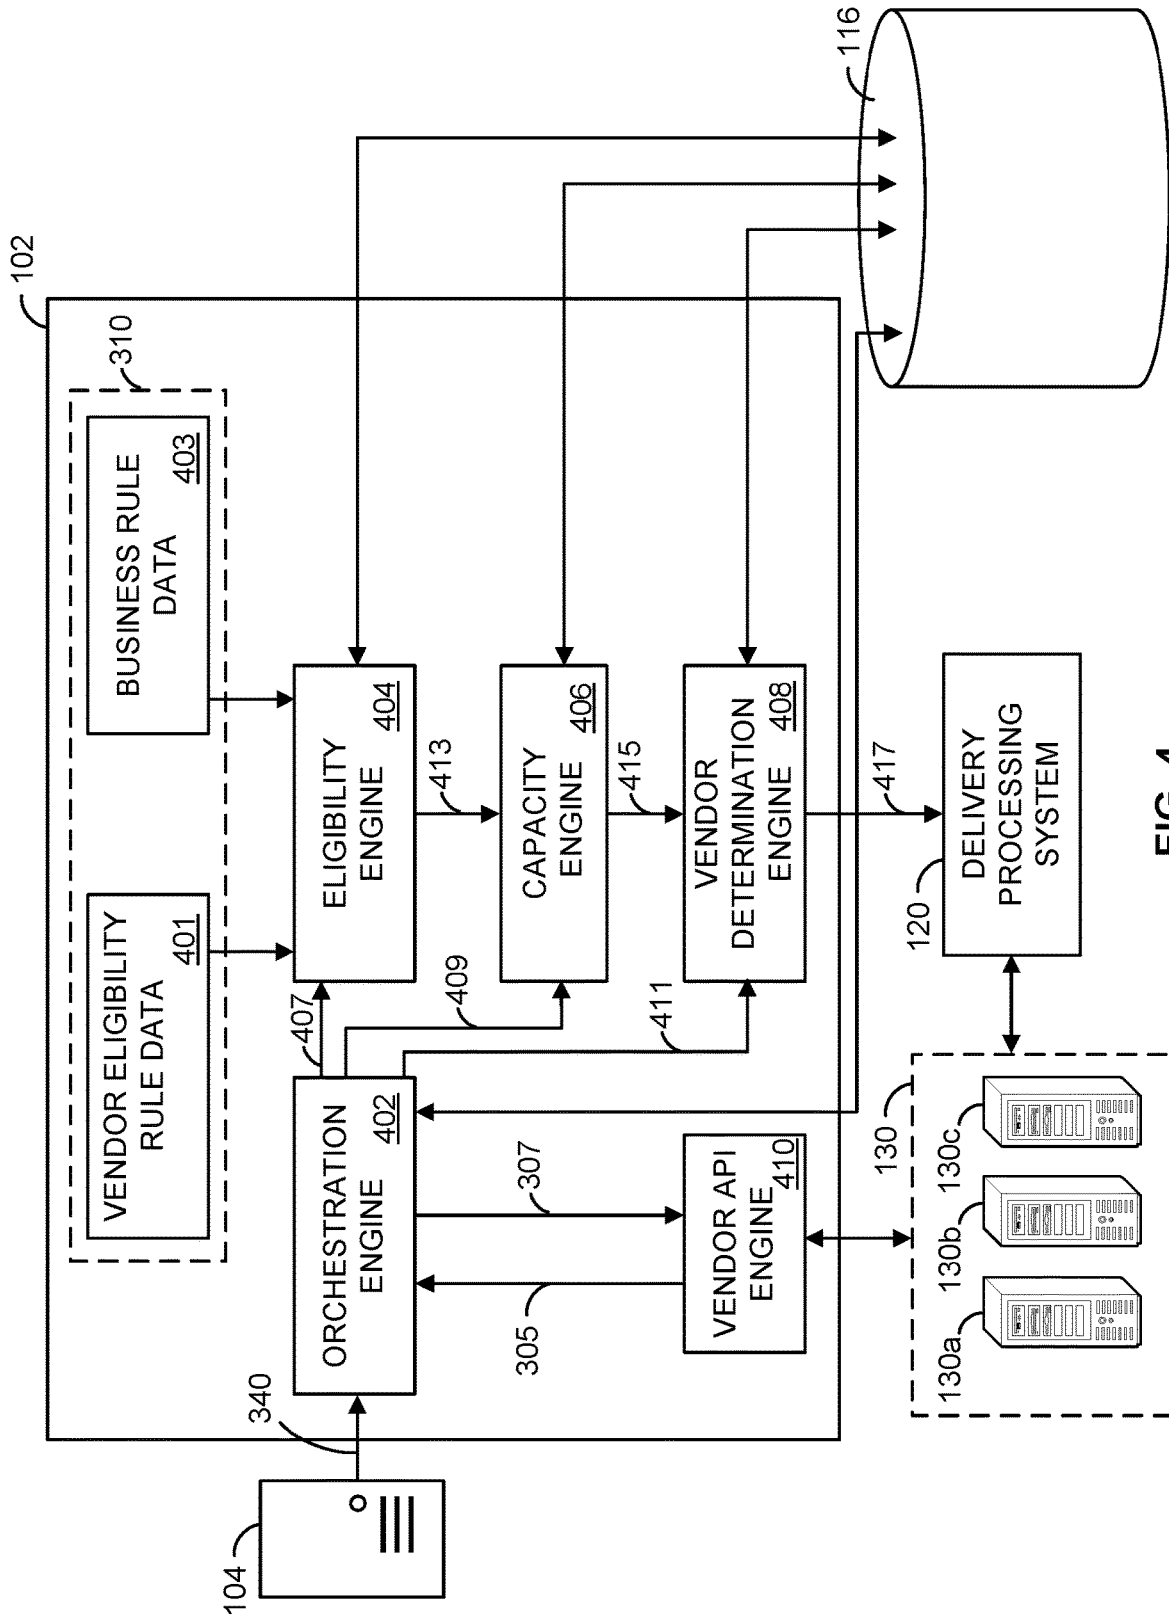 102
310
VENDOR ELIGIBILITY
RULE DATA
401
BUSINESS RULE
DATA
403
104
340
ORCHESTRATION
ENGINE
402
407
409
411
ELIGIBILITY
ENGINE
404
413
305
307
CAPACITY
ENGINE
406
415
VENDOR API
ENGINE
410
VENDOR
DETERMINATION
ENGINE
408
417
116
130
130a
130b
130c
120
DELIVERY
PROCESSING
SYSTEM
FIG. 4